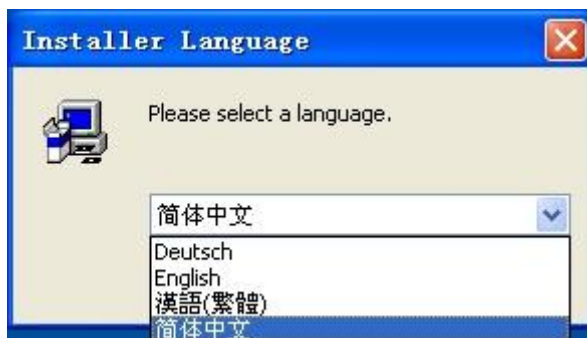 Installer Language
Please select a language.
简体中文
Deutsch
English
漢語(繁體)
简体中文